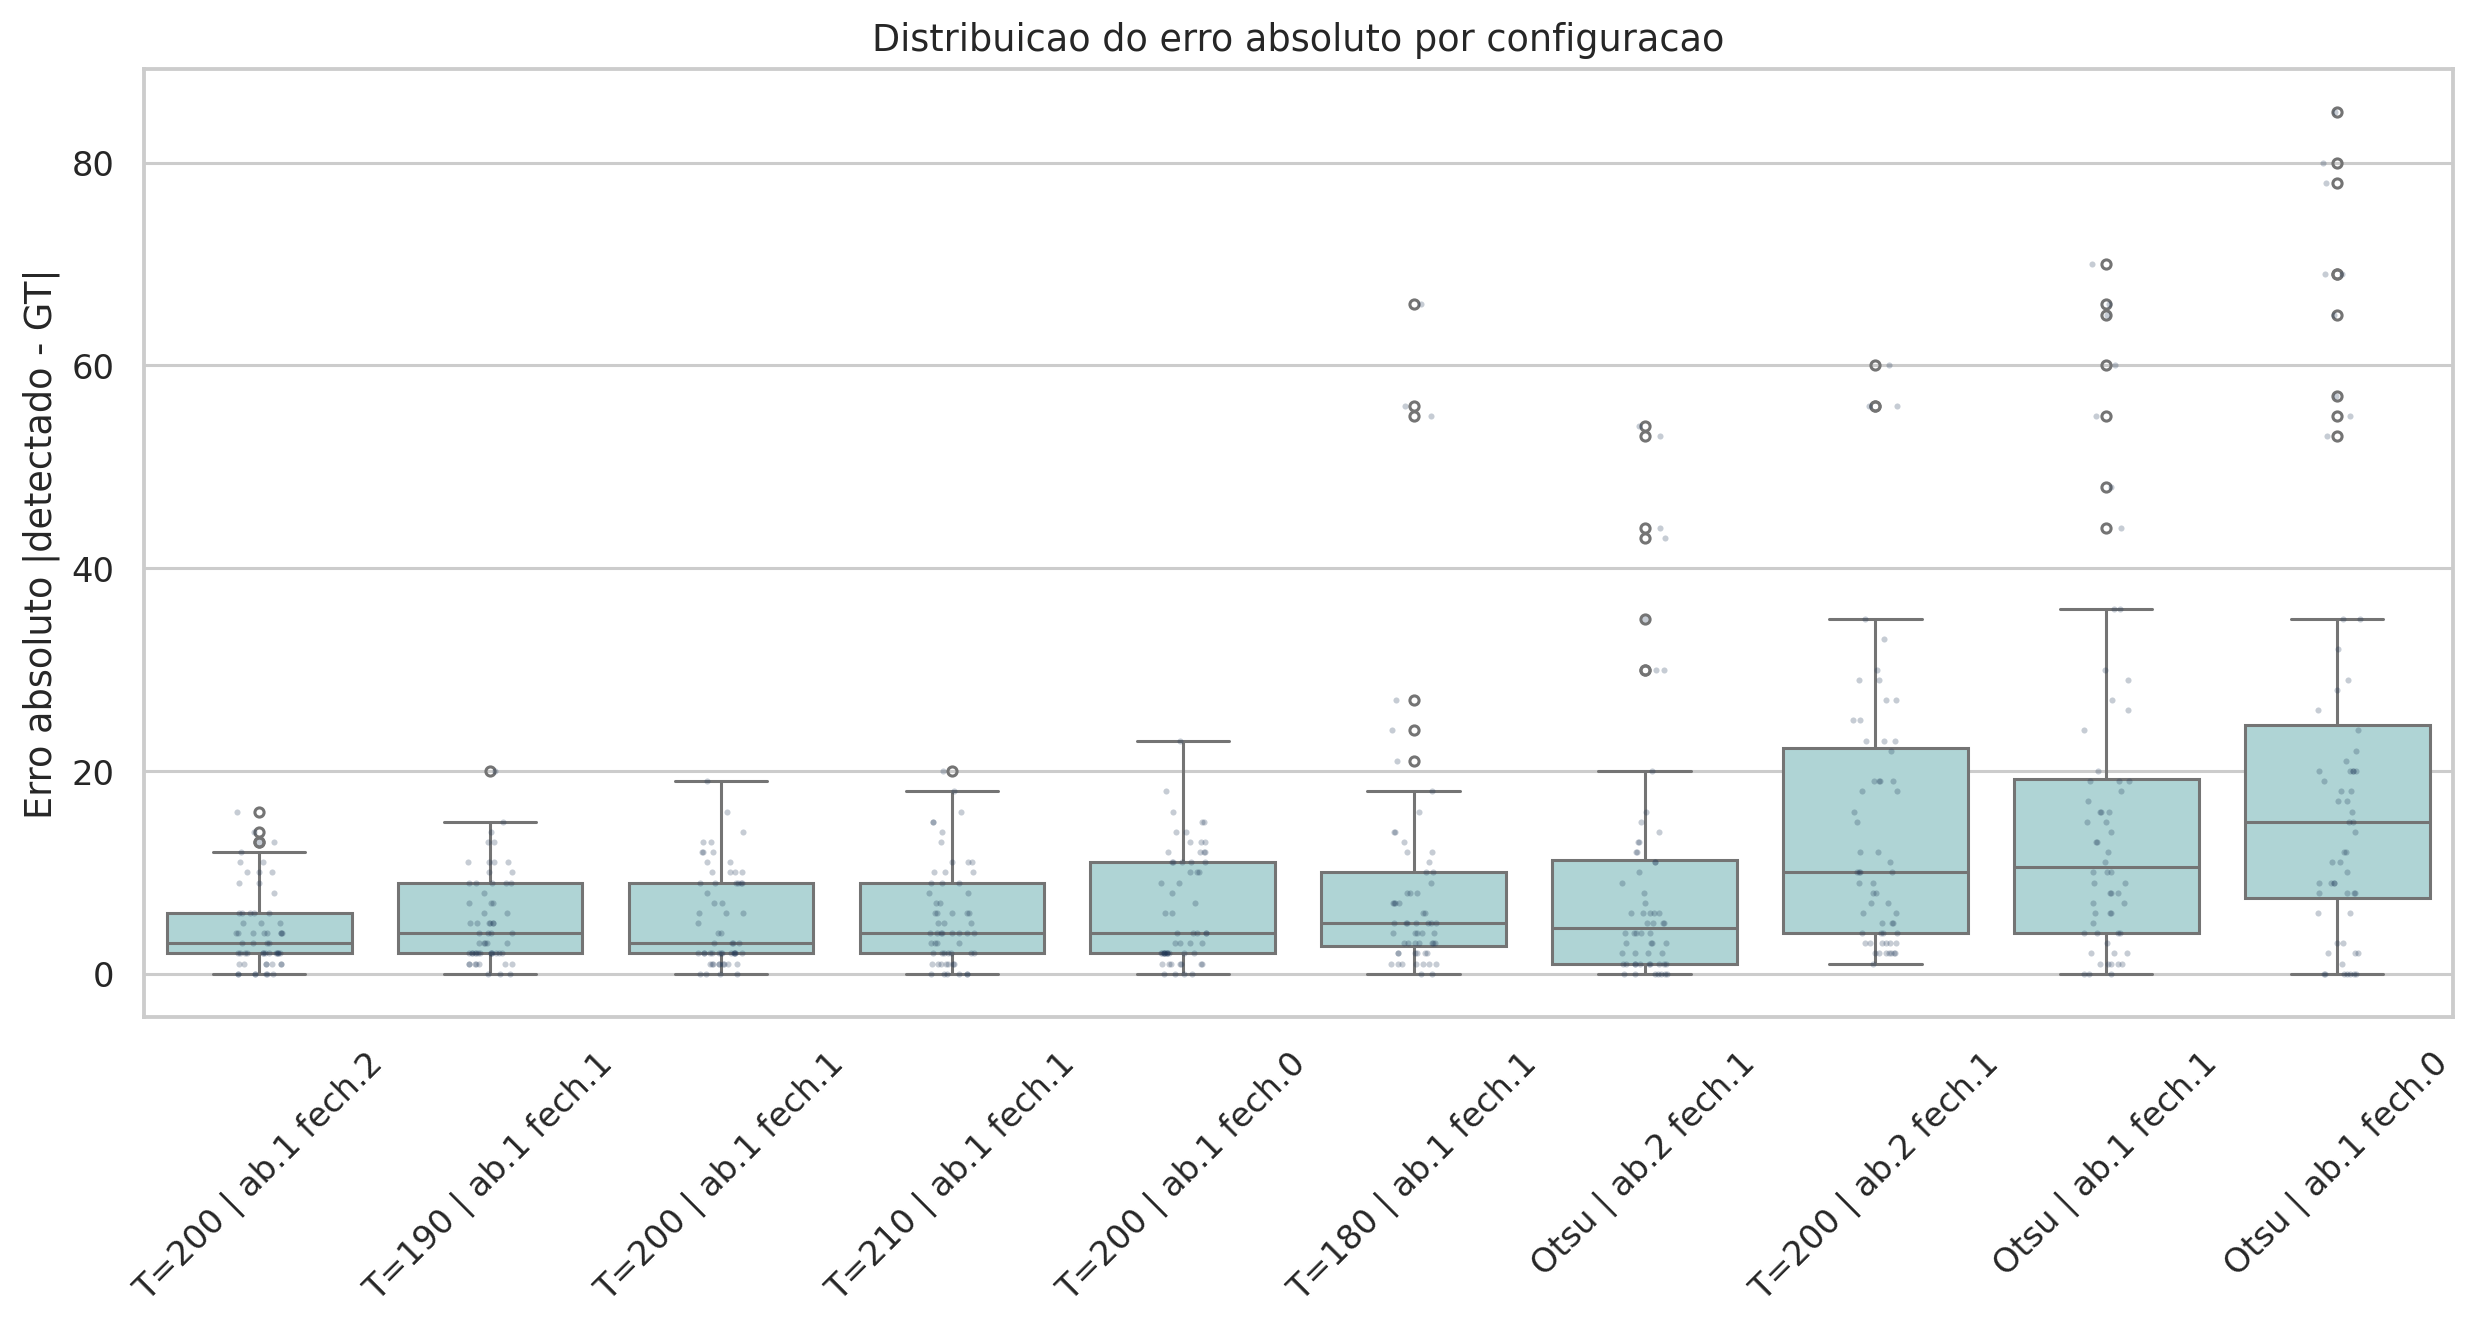 Distribuicao do erro absoluto por configuracao
Erro absoluto |detectado - GT|
80
60
40
20
0
T=200 | ab.1 fech.2
T=190 | ab.1 fech.1
T=200 | ab.1 fech.1
T=210 | ab.1 fech.1
T=200 | ab.1 fech.0
T=180 | ab.1 fech.1
Otsu | ab.2 fech.1
T=200 | ab.2 fech.1
Otsu | ab.1 fech.1
Otsu | ab.1 fech.0